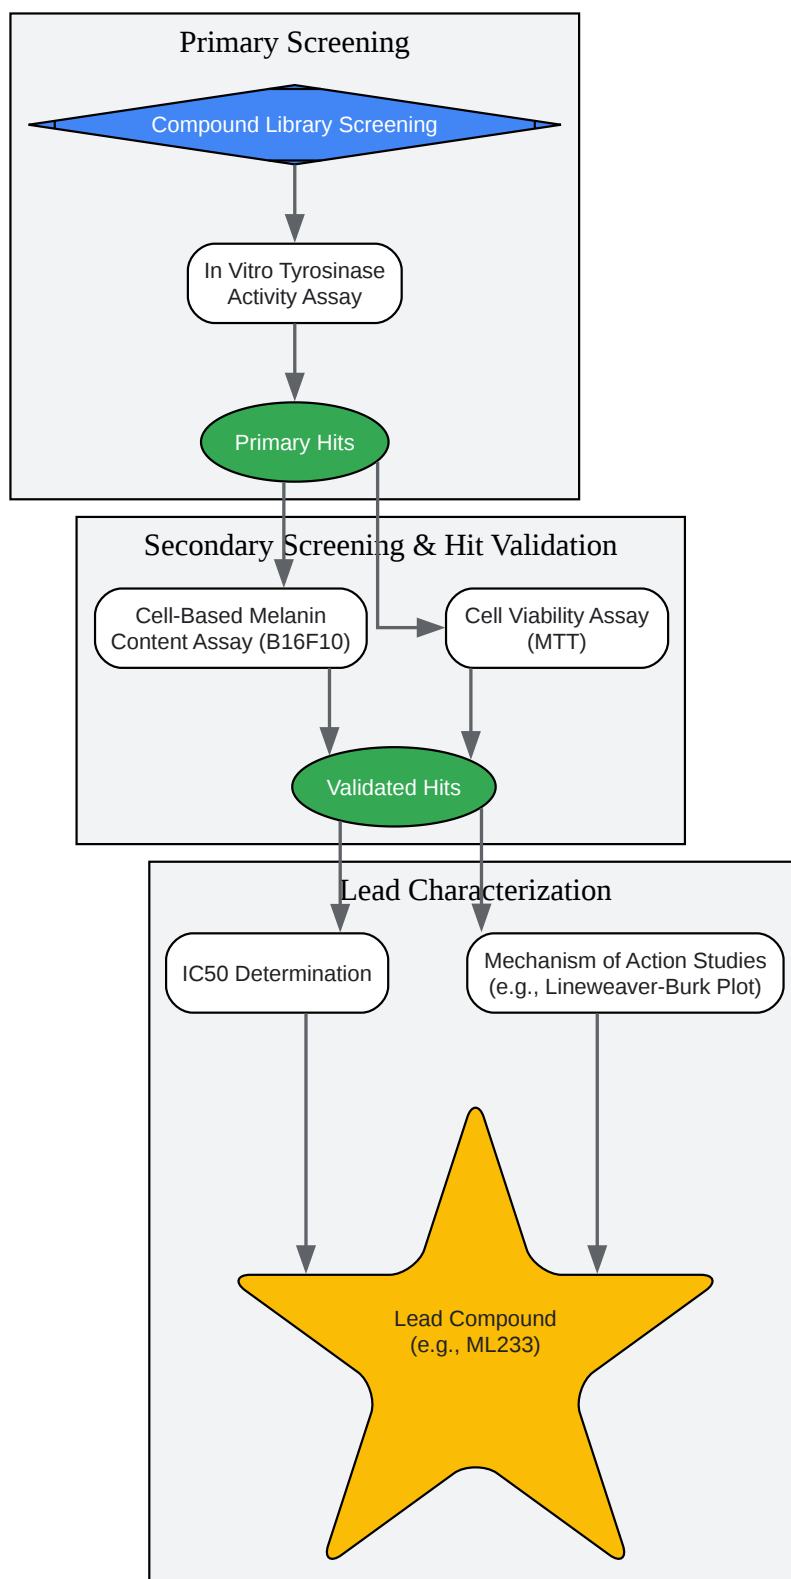 Primary Screening
Compound Library Screening
In Vitro Tyrosinase
Activity Assay
Primary Hits
Secondary Screening & Hit Validation
Cell-Based Melanin
Content Assay (B16F10)
Cell Viability Assay
(MTT)
Validated Hits
Lead Characterization
IC50 Determination
Mechanism of Action Studies
(e.g., Lineweaver-Burk Plot)
Lead Compound
(e.g., ML233)